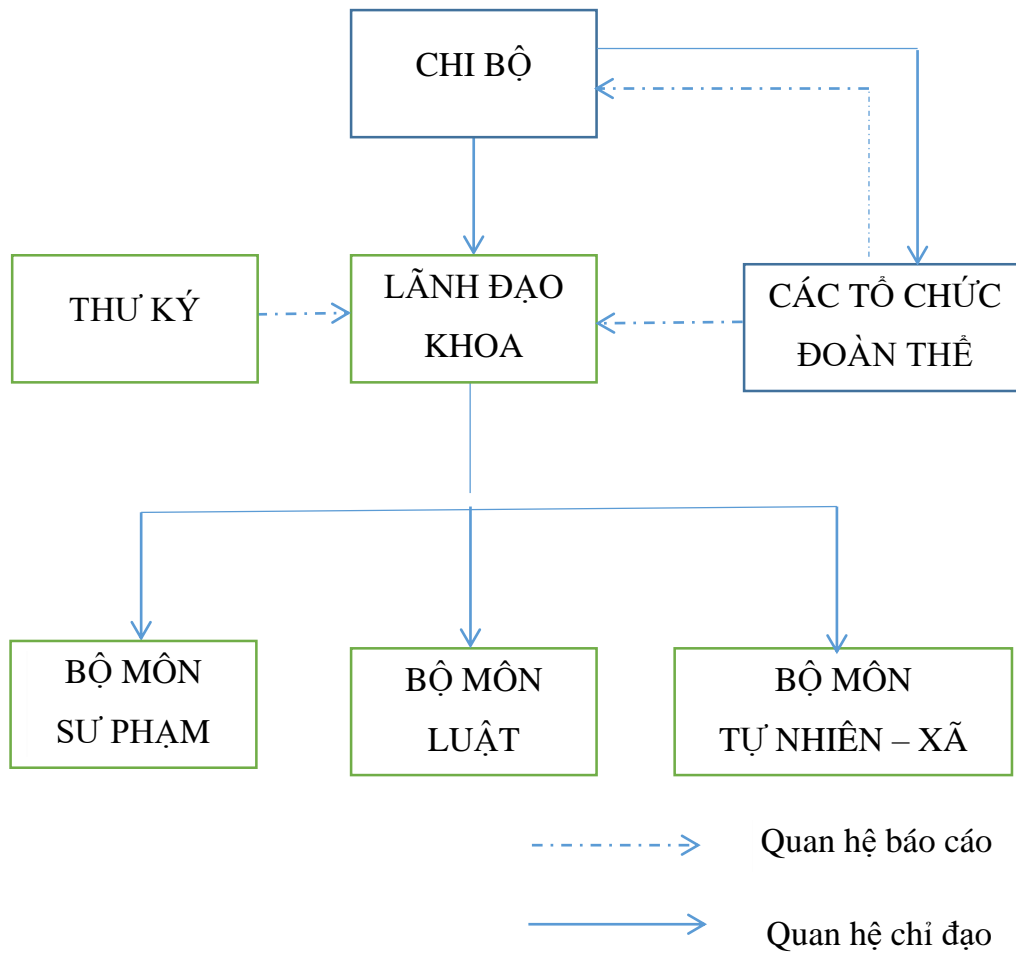 CHI BỘ
THƯ KÝ
LÃNH ĐẠO
KHOA
CÁC TỔ CHỨC
ĐOÀN THỂ
BỘ MÔN
SƯ PHẠM
BỘ MÔN
LUẬT
BỘ MÔN
TỰ NHIÊN – XÃ
Quan hệ báo cáo
Quan hệ chỉ đạo